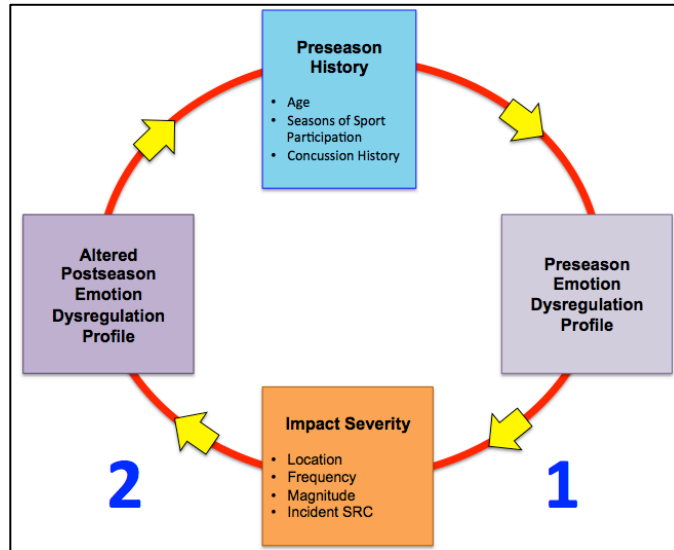 Preseason
History
• Age
• Seasons of Sport
Participation
• Concussion History
Altered
Postseason
Emotion
Dysregulation
Profile
Preseason
Emotion
Dysregulation
Profile
Impact Severity
• Location
• Frequency
• Magnitude
• Incident SRC
2
1